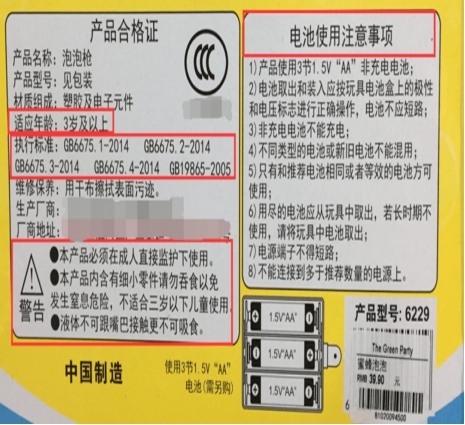 产品合格证
产品名称：泡泡枪
产品型号：见包装
材质组成：塑胶及电子元件
适应年龄：3岁及以上
执行标准：GB6675.1-2014 GB6675.2-2014
GB6675.3-2014 GB6675.4-2014 GB19865-2005
维修保养：用干布擦拭表面污迹。
生产厂商：
厂商地址：
警告
●本产品必须在成人直接监护下使用。
●本产品内含有细小零件请勿吞食以免
发生窒息危险，不适合三岁以下儿童使用.
●液体不可跟嘴巴接触更不可吸食。
中国制造
使用3节1.5V“AA”
电池(需另购)
电池使用注意事项
1)产品使用3节1.5V“AA”非充电电池；
2)电池取出和装入应按玩具电池盒上的极性
和电压标志进行正确操作，电池不应短路；
3)非充电电池不能充电；
4)不同类型的电池或新旧电池不能混用；
5)只有和推荐电池相同或者等效的电池方可
使用；
6)用尽的电池应从玩具中取出，若长时期不
使用，请将玩具中电池取出；
7)电源端子不得短路；
8)不能连接到多于推荐数量的电源上。
1.5V“AA”
1.5V“AA”
1.5V“AA”
产品型号：6229
The Green Party
蜜蜂泡泡
RMB 39.90 元
6
81020094500